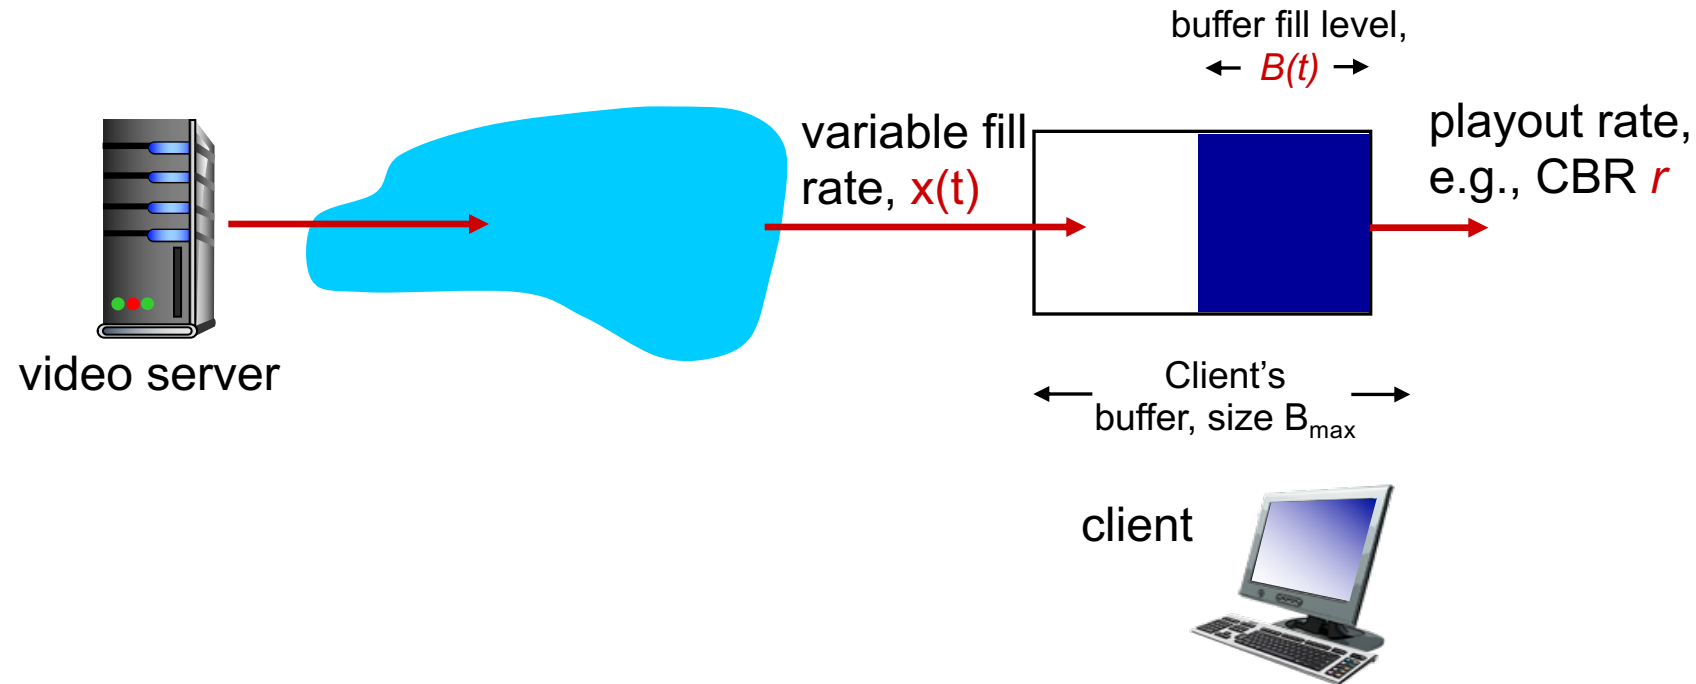 buffer fill level,
B(t)
variable fill
rate, x(t)
playout rate,
e.g., CBR r
video server
Client’s
buffer, size Bmax
client